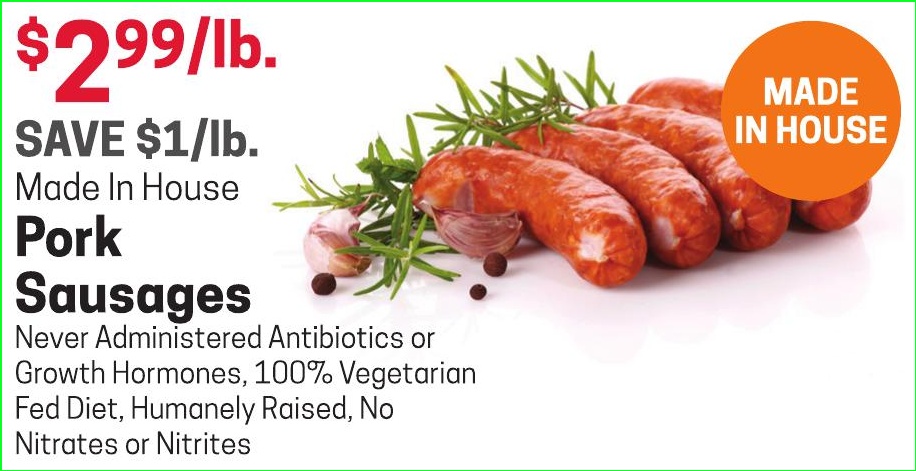 $2.99/lb.
SAVE $1/lb.
Made In House
Pork
Sausages
Never Administered Antibiotics or
Growth Hormones, 100% Vegetarian
Fed Diet, Humanely Raised, No
Nitrates or Nitrites
MADE
IN HOUSE